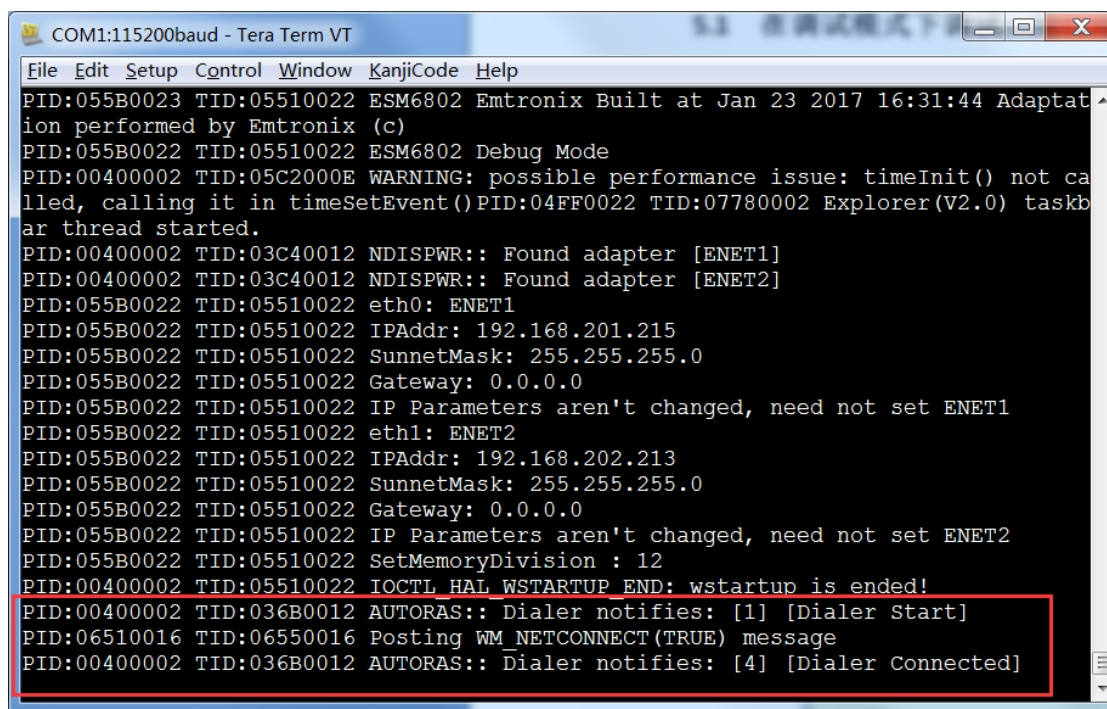 5.1 在调试模式下
COM1:115200baud - Tera Term VT
File Edit Setup Control Window KanjiCode Help
PID:055B0023 TID:05510022 ESM6802 Emtronix Built at Jan 23 2017 16:31:44 Adaptat
ion performed by Emtronix (c)
PID:055B0022 TID:05510022 ESM6802 Debug Mode
PID:00400002 TID:05C2000E WARNING: possible performance issue: timeInit() not ca
lled, calling it in timeSetEvent()PID:04FF0022 TID:07780002 Explorer(V2.0) taskb
ar thread started.
PID:00400002 TID:03C40012 NDISPWR:: Found adapter [ENET1]
PID:00400002 TID:03C40012 NDISPWR:: Found adapter [ENET2]
PID:055B0022 TID:05510022 eth0: ENET1
PID:055B0022 TID:05510022 IPAddr: 192.168.201.215
PID:055B0022 TID:05510022 SunnetMask: 255.255.255.0
PID:055B0022 TID:05510022 Gateway: 0.0.0.0
PID:055B0022 TID:05510022 IP Parameters aren't changed, need not set ENET1
PID:055B0022 TID:05510022 eth1: ENET2
PID:055B0022 TID:05510022 IPAddr: 192.168.202.213
PID:055B0022 TID:05510022 SunnetMask: 255.255.255.0
PID:055B0022 TID:05510022 Gateway: 0.0.0.0
PID:055B0022 TID:05510022 IP Parameters aren't changed, need not set ENET2
PID:055B0022 TID:05510022 SetMemoryDivision : 12
PID:00400002 TID:05510022 IOCTL_HAL_WSTARTUP_END: wstartup is ended!
PID:00400002 TID:036B0012 AUTORAS:: Dialer notifies: [1] [Dialer Start]
PID:06510016 TID:06550016 Posting WM_NETCONNECT(TRUE) message
PID:00400002 TID:036B0012 AUTORAS:: Dialer notifies: [4] [Dialer Connected]